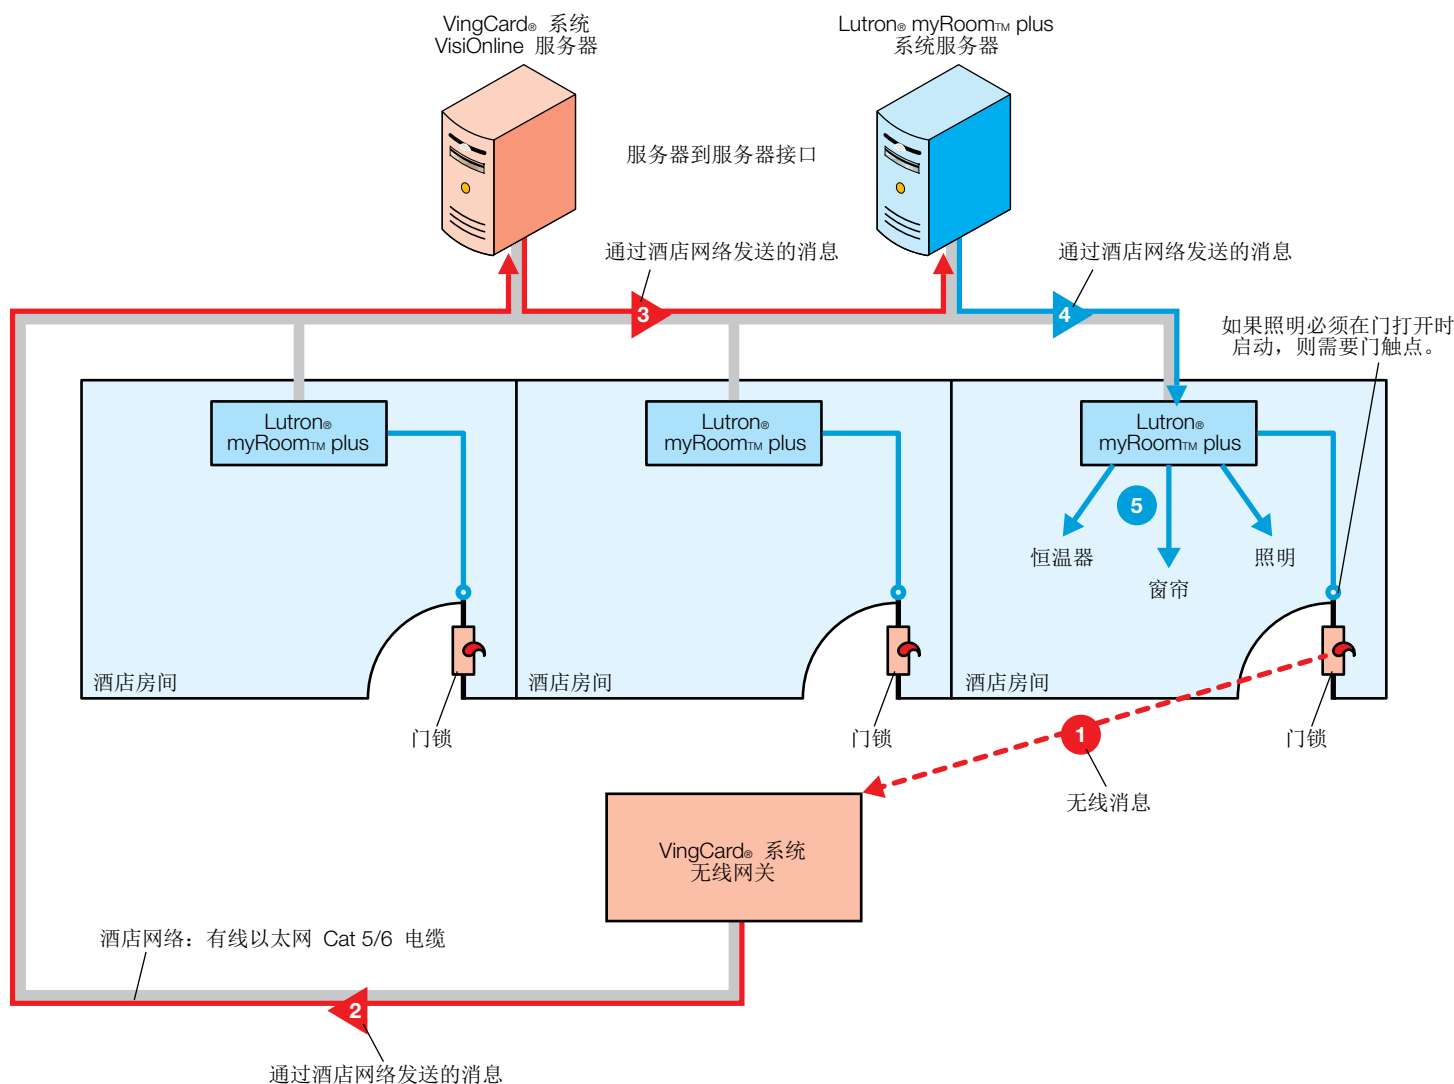 VingCard® 系统
VisiOnline 服务器
Lutron® myRoom™ plus
系统服务器
服务器到服务器接口
通过酒店网络发送的消息
通过酒店网络发送的消息
3
4
如果照明必须在门打开时
启动，则需要门触点。
Lutron®
myRoom™ plus
Lutron®
myRoom™ plus
Lutron®
myRoom™ plus
5
恒温器
窗帘
照明
酒店房间
酒店房间
酒店房间
门锁
门锁
门锁
1
无线消息
VingCard® 系统
无线网关
酒店网络：有线以太网 Cat 5/6 电缆
2
通过酒店网络发送的消息